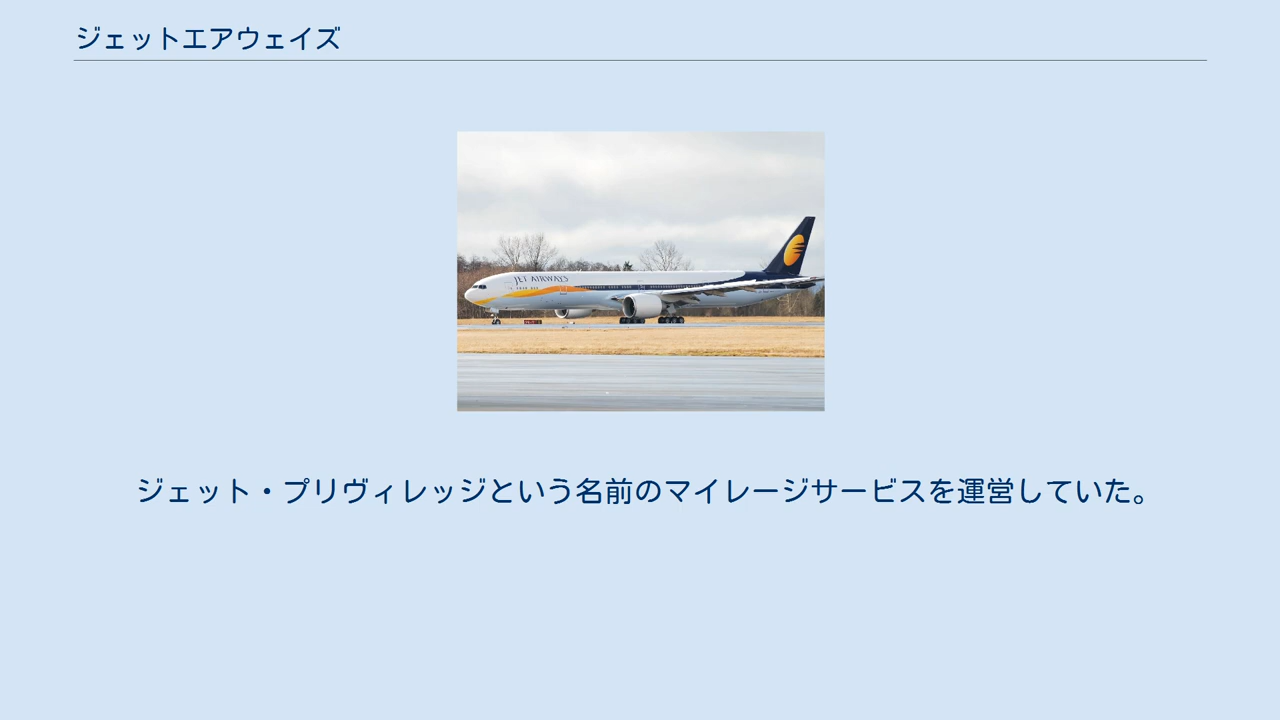 ジェットエアウェイズ
JET AIRWAYS
ジェット・プリヴィレッジという名前のマイレージサービスを運営していた。